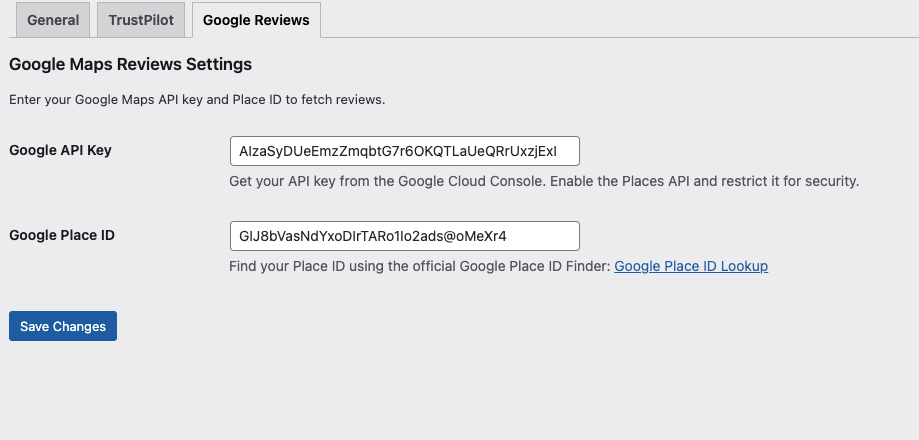 General
TrustPilot
Google Reviews
Google Maps Reviews Settings
Enter your Google Maps API key and Place ID to fetch reviews.
Google API Key
AIzaSyDUeEmzZmqbtG7r6OKQTLaUeQRrUxzjExI
Get your API key from the Google Cloud Console. Enable the Places API and restrict it for security.
Google Place ID
GIJ8bVasNdYxoDIrTARo1Io2ads@oMeXr4
Find your Place ID using the official Google Place ID Finder: Google Place ID Lookup
Save Changes